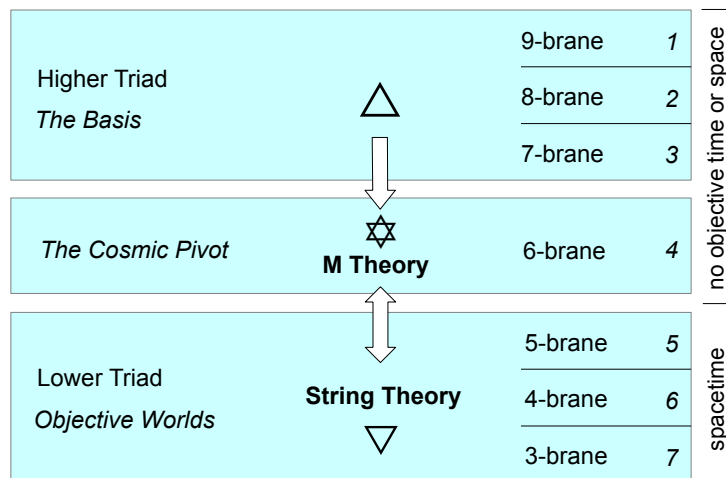 9-brane 1
Higher Triad
The Basis
8-brane 2
7-brane 3
The Cosmic Pivot
M Theory
6-brane 4
no objective time or space
5-brane 5
Lower Triad
Objective Worlds
String Theory
4-brane 6
3-brane 7
spacetime